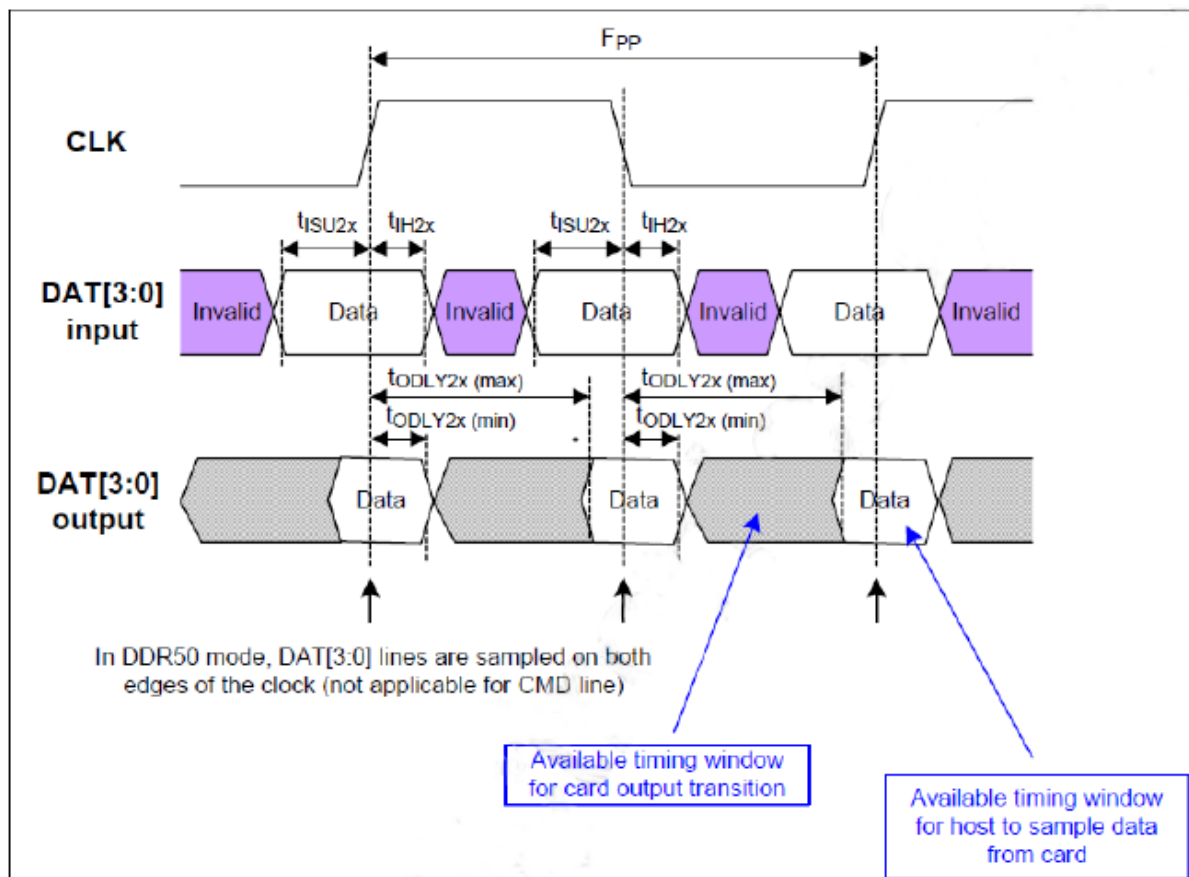 FPP
CLK
tISU2x tIH2x tISU2x tIH2x
DAT[3:0]
input
Invalid Data Invalid Data Invalid Data Invalid
tODLY2x (max) tODLY2x (max)
tODLY2x (min) tODLY2x (min)
DAT[3:0]
output
Data Data Data
In DDR50 mode, DAT[3:0] lines are sampled on both
edges of the clock (not applicable for CMD line)
Available timing window
for card output transition
Available timing window
for host to sample data
from card